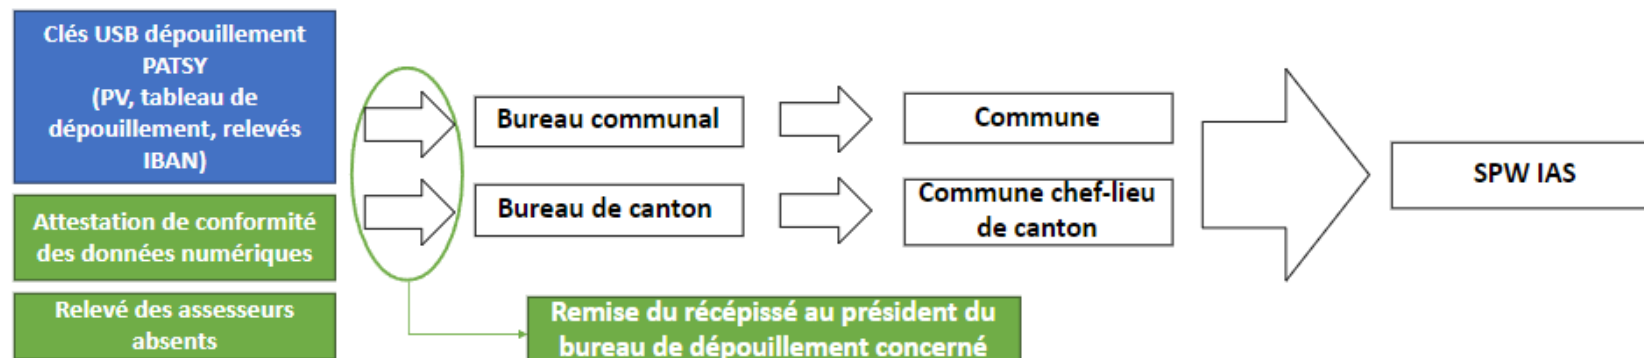 Clés USB dépouillement
PATSY
(PV, tableau de
dépouillement, relevés
IBAN)
Attestation de conformité
des données numériques
Relevé des assesseurs
absents
Bureau communal
Commune
Bureau de canton
Commune chef-lieu
de canton
SPW IAS
Remise du récépissé au président du
bureau de dépouillement concerné